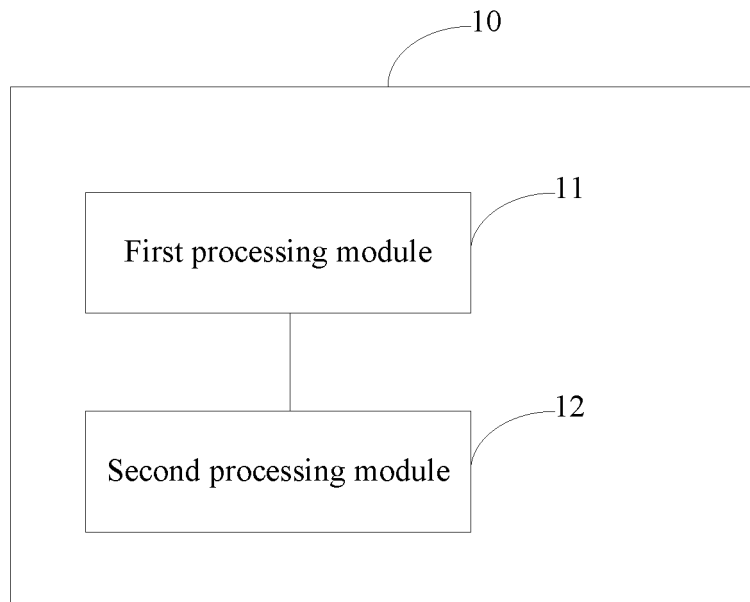 10
11
First processing module
12
Second processing module